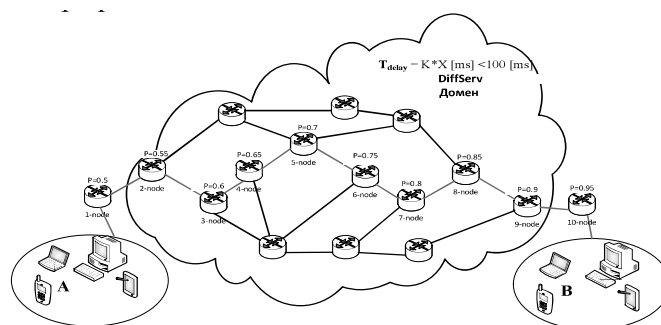 T_delay – K*X [ms] <100 [ms]
DiffServ
Домен
P=0.7
5-node
P=0.55
2-node
P=0.65
4-node
P=0.75
6-node
P=0.85
8-node
P=0.5
1-node
P=0.6
3-node
P=0.8
7-node
P=0.9
9-node
P=0.95
10-node
A
B